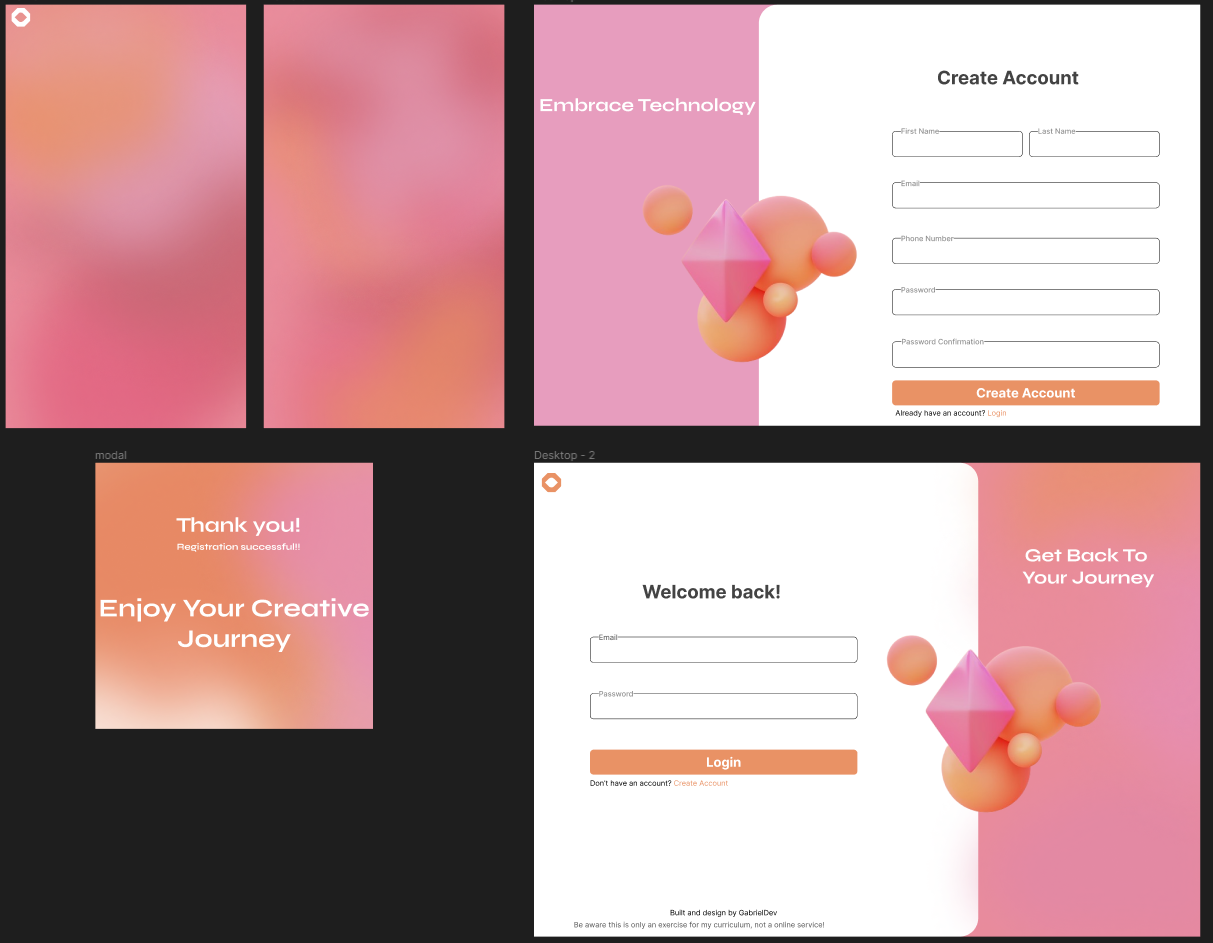 Embrace Technology
Create Account
First Name
Last Name
Email
Phone Number
Password
Password Confirmation
Create Account
Already have an account? Login
modal
Thank you!
Registration successful!!
Enjoy Your Creative
Journey
Desktop - 2
Welcome back!
Email
Password
Login
Don't have an account? Create Account
Get Back To
Your Journey
Built and design by GabrielDev
Be aware this is only an exercise for my curriculum, not a online service!